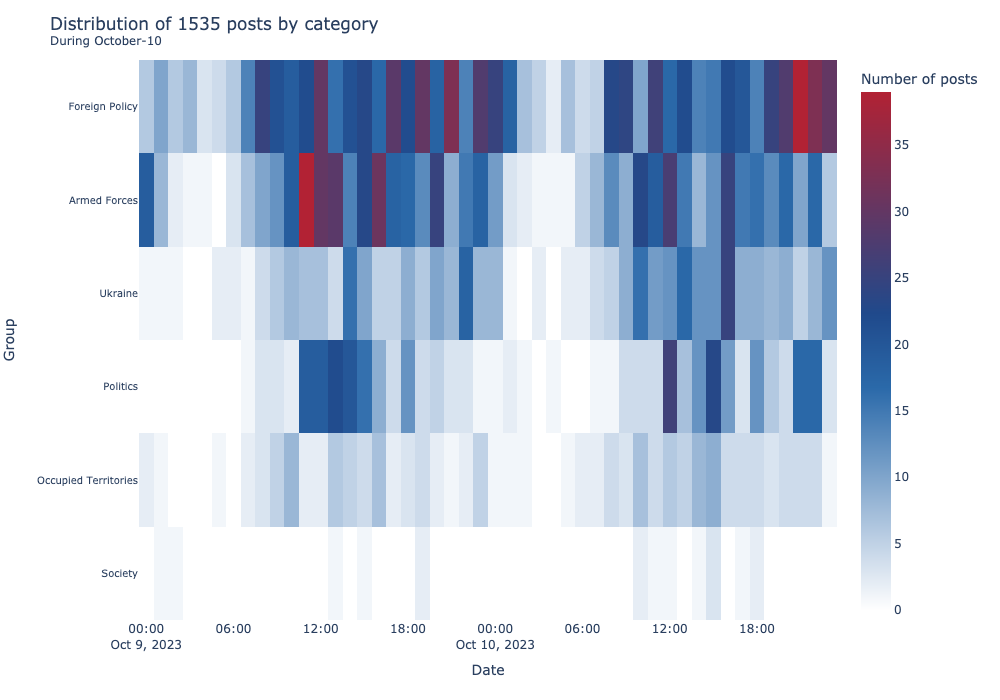 Distribution of 1535 posts by category
During October-10
Number of posts
Foreign Policy
Armed Forces
Ukraine
Politics
Occupied Territories
Society
Group
35
30
25
20
15
10
5
0
00:00 06:00 12:00 18:00 00:00 06:00 12:00 18:00
Oct 9, 2023 Oct 10, 2023
Date